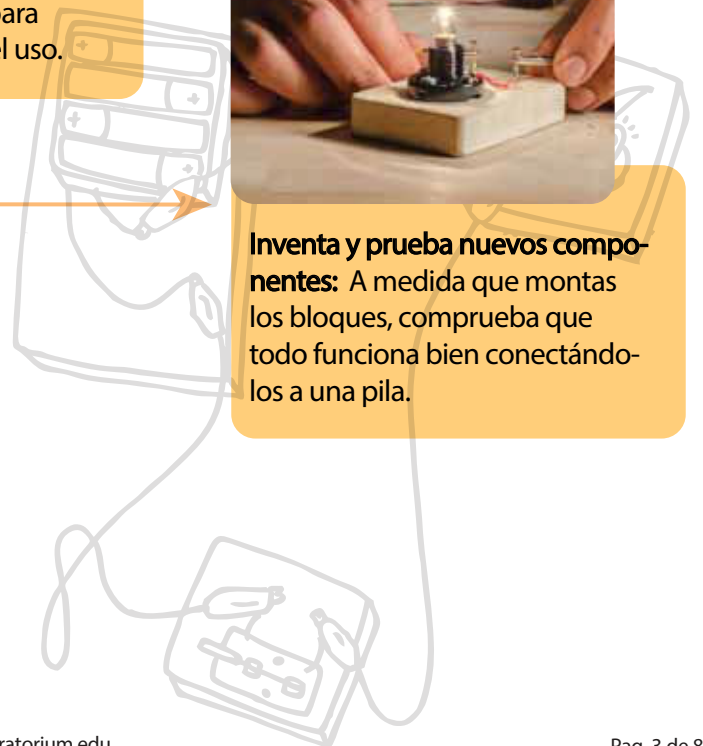 para
el uso.
Inventa y prueba nuevos compo-
nentes: A medida que montas
los bloques, comprueba que
todo funciona bien conectándo-
los a una pila.
ratorium.edu
Pag. 3 de 8